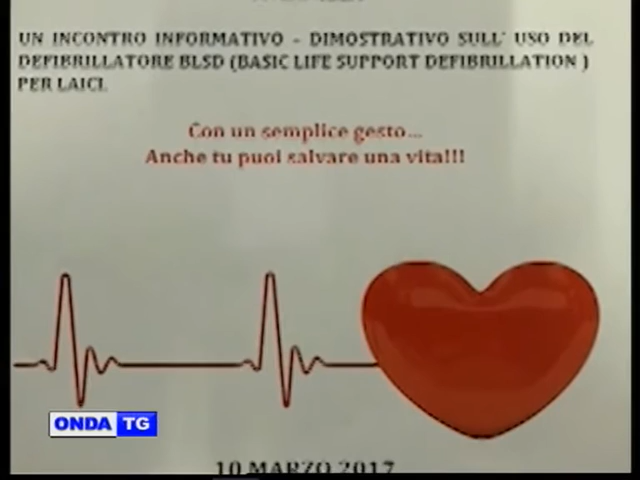 UN INCONTRO INFORMATIVO - DIMOSTRATIVO SULL' USO DEL
DEFIBRILLATORE BLSD (BASIC LIFE SUPPORT DEFIBRILLATION )
PER LAICI.
Con un semplice gesto...
Anche tu puoi salvare una vita!!!
ONDA TG
10 MARZO 2017